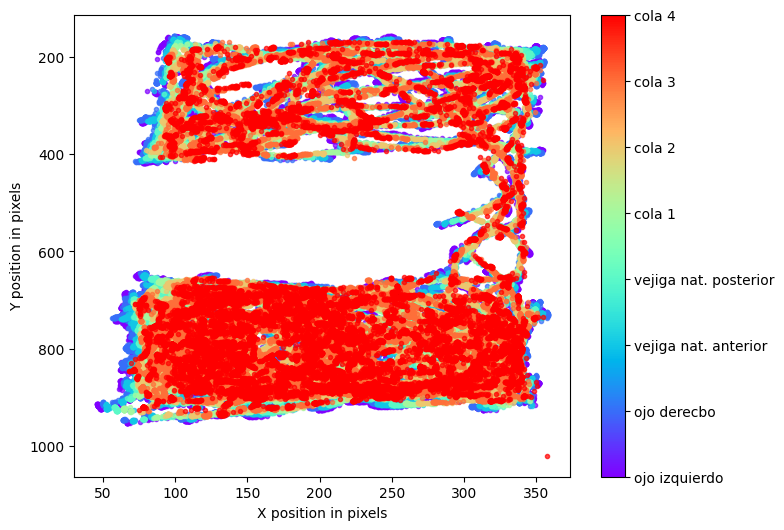 200
400
600
800
1000
Y position in pixels
50
100
150
200
250
300
350
X position in pixels
cola 4
cola 3
cola 2
cola 1
vejiga nat. posterior
vejiga nat. anterior
ojo derecbo
ojo izquierdo